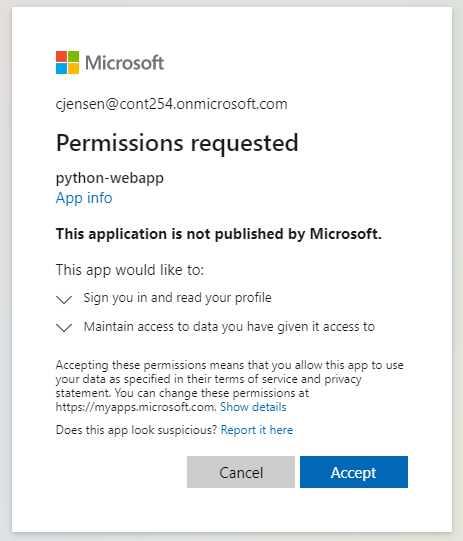 Microsoft
cjensen@cont254.onmicrosoft.com
Permissions requested
python-webapp
App info
This application is not published by Microsoft.
This app would like to:
Sign you in and read your profile
Maintain access to data you have given it access to
Accepting these permissions means that you allow this app to use
your data as specified in their terms of service and privacy
statement. You can change these permissions at
https://myapps.microsoft.com. Show details
Does this app look suspicious? Report it here
Cancel Accept